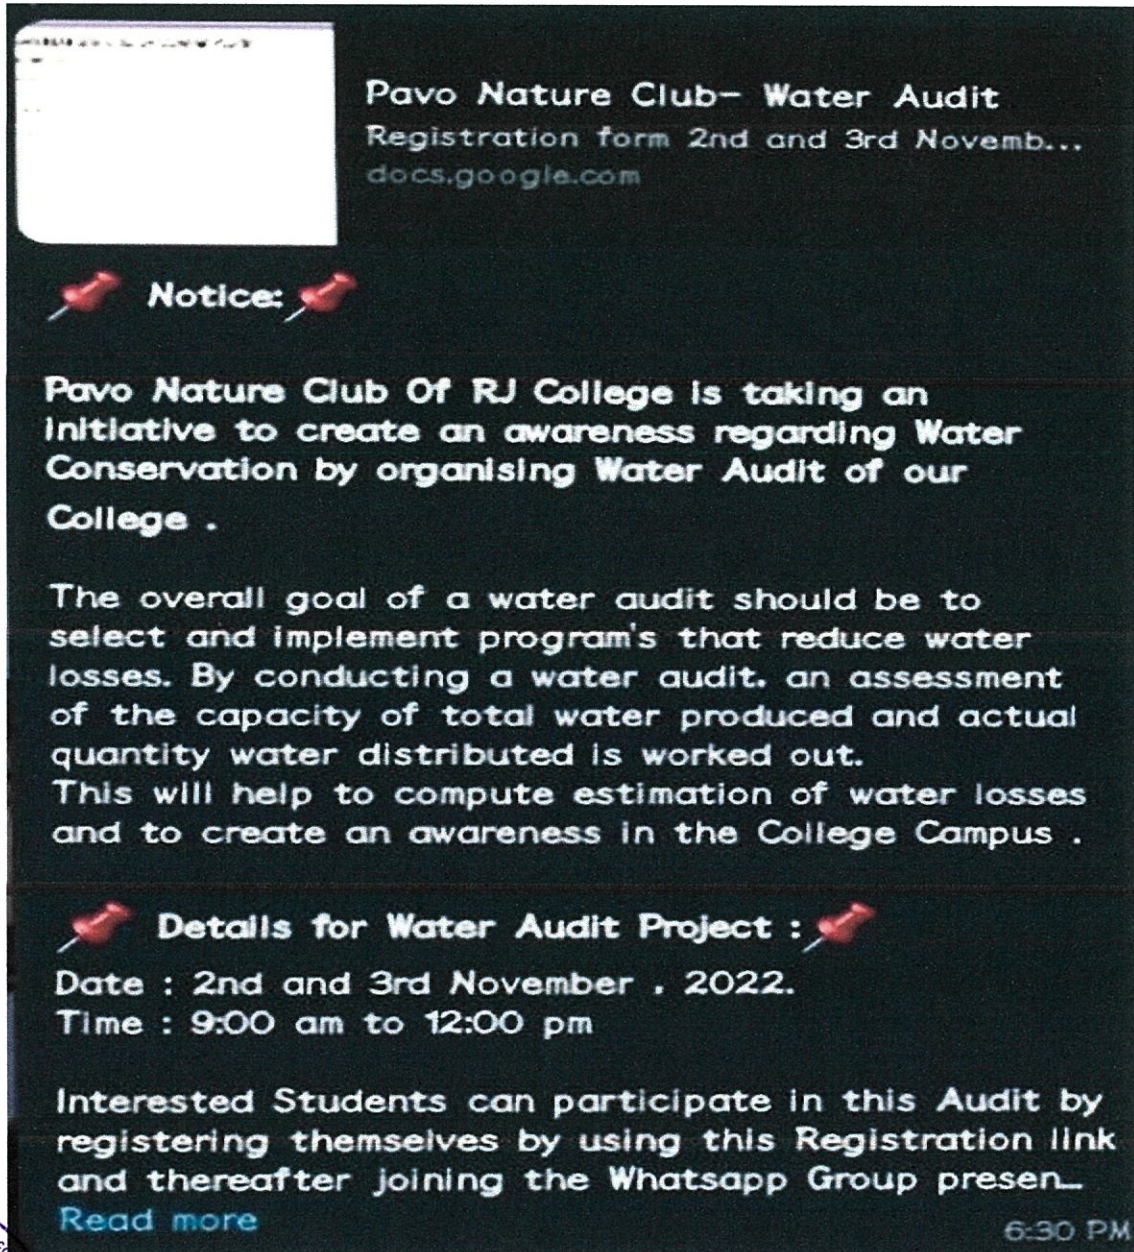 Pavo Nature Club- Water Audit
Registration form 2nd and 3rd Novemb...
docs.google.com
📌 Notice: 📌
Pavo Nature Club Of RJ College is taking an
initiative to create an awareness regarding Water
Conservation by organising Water Audit of our
College .
The overall goal of a water audit should be to
select and implement program's that reduce water
losses. By conducting a water audit. an assessment
of the capacity of total water produced and actual
quantity water distributed is worked out.
This will help to compute estimation of water losses
and to create an awareness in the College Campus .
📌 Details for Water Audit Project : 📌
Date : 2nd and 3rd November , 2022.
Time : 9:00 am to 12:00 pm
Interested Students can participate in this Audit by
registering themselves by using this Registration link
and thereafter joining the Whatsapp Group presen...
Read more
6:30 PM